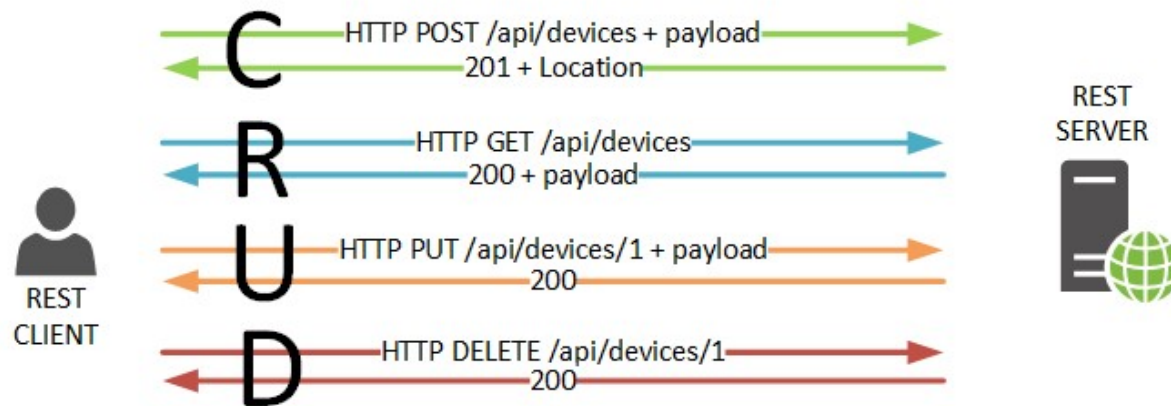 C
HTTP POST /api/devices + payload
201 + Location
R
HTTP GET /api/devices
200 + payload
U
HTTP PUT /api/devices/1 + payload
200
D
HTTP DELETE /api/devices/1
200
REST
CLIENT
REST
SERVER